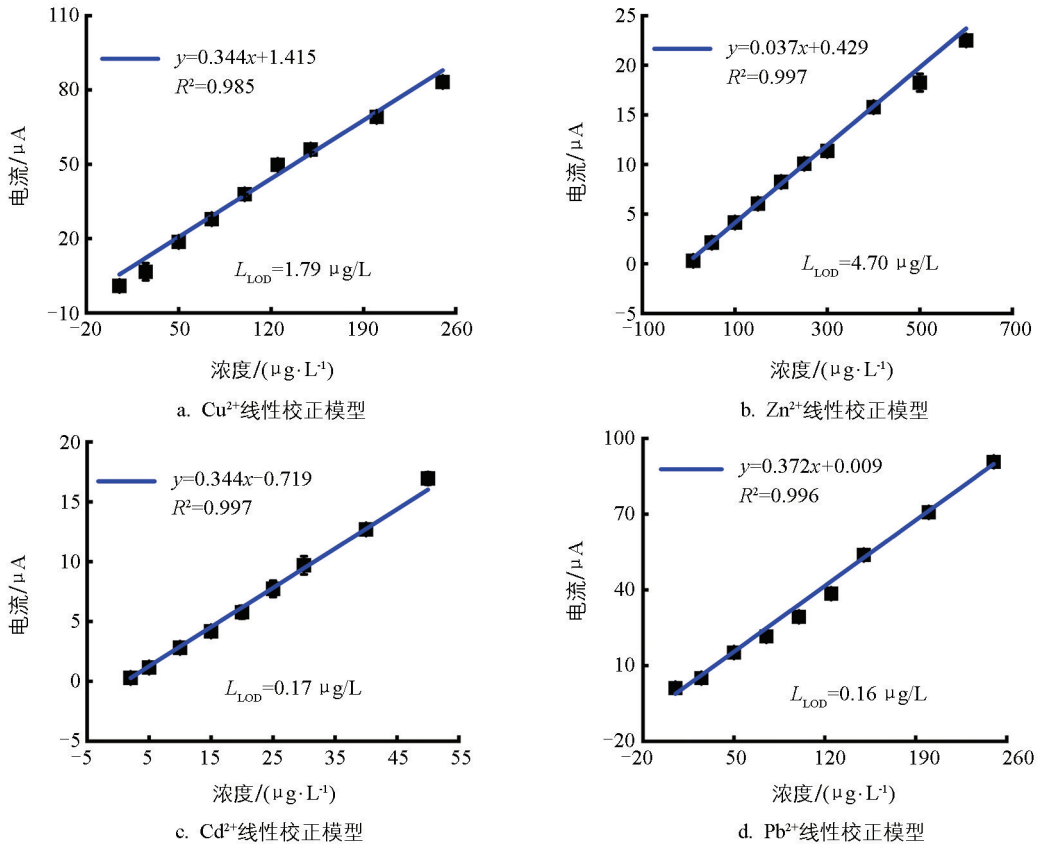 110
80
50
20
−10
−20
50
120
190
260
电流/μA
y=0.344x+1.415
R²=0.985
L_LOD=1.79 μg/L
浓度/(μg·L⁻¹)
a. Cu²⁺线性校正模型
25
20
15
10
5
0
−5
−100
100
300
500
700
电流/μA
y=0.037x+0.429
R²=0.997
L_LOD=4.70 μg/L
浓度/(μg·L⁻¹)
b. Zn²⁺线性校正模型
20
15
10
5
0
−5
−5
5
15
25
35
45
55
电流/μA
y=0.344x−0.719
R²=0.997
L_LOD=0.17 μg/L
浓度/(μg·L⁻¹)
c. Cd²⁺线性校正模型
100
70
40
10
−20
−20
50
120
190
260
电流/μA
y=0.372x+0.009
R²=0.996
L_LOD=0.16 μg/L
浓度/(μg·L⁻¹)
d. Pb²⁺线性校正模型